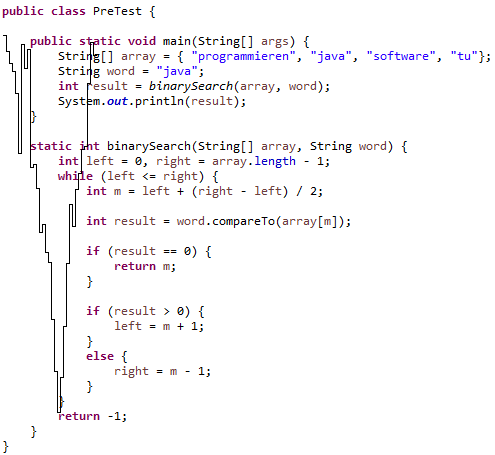 public class PreTest {
public static void main(String[] args) {
String[] array = { "programmieren", "java", "software", "tu"};
String word = "java";
int result = binarySearch(array, word);
System.out.println(result);
}
static int binarySearch(String[] array, String word) {
int left = 0, right = array.length - 1;
while (left <= right) {
int m = left + (right - left) / 2;
int result = word.compareTo(array[m]);
if (result == 0) {
return m;
}
if (result > 0) {
left = m + 1;
}
else {
right = m - 1;
}
}
return -1;
}
}